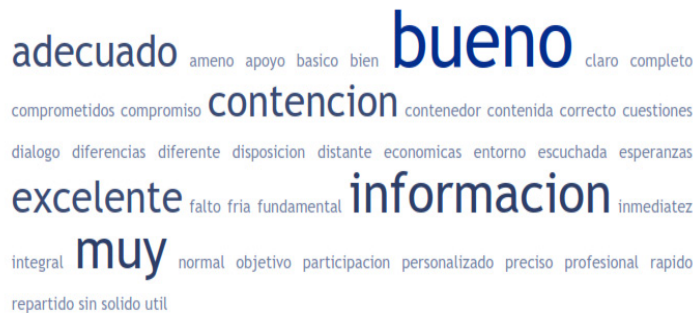 adecuado ameno apoyo basico bien bueno claro completo
comprometidos compromiso contencion contenedor contenida correcto cuestiones
dialogo diferencias diferente disposicion distante economicas entorno escuchada esperanzas
excelente falto fria fundamental informacion inmediatez
integral muy normal objetivo participacion personalizado preciso profesional rapido
repartido sin solido util